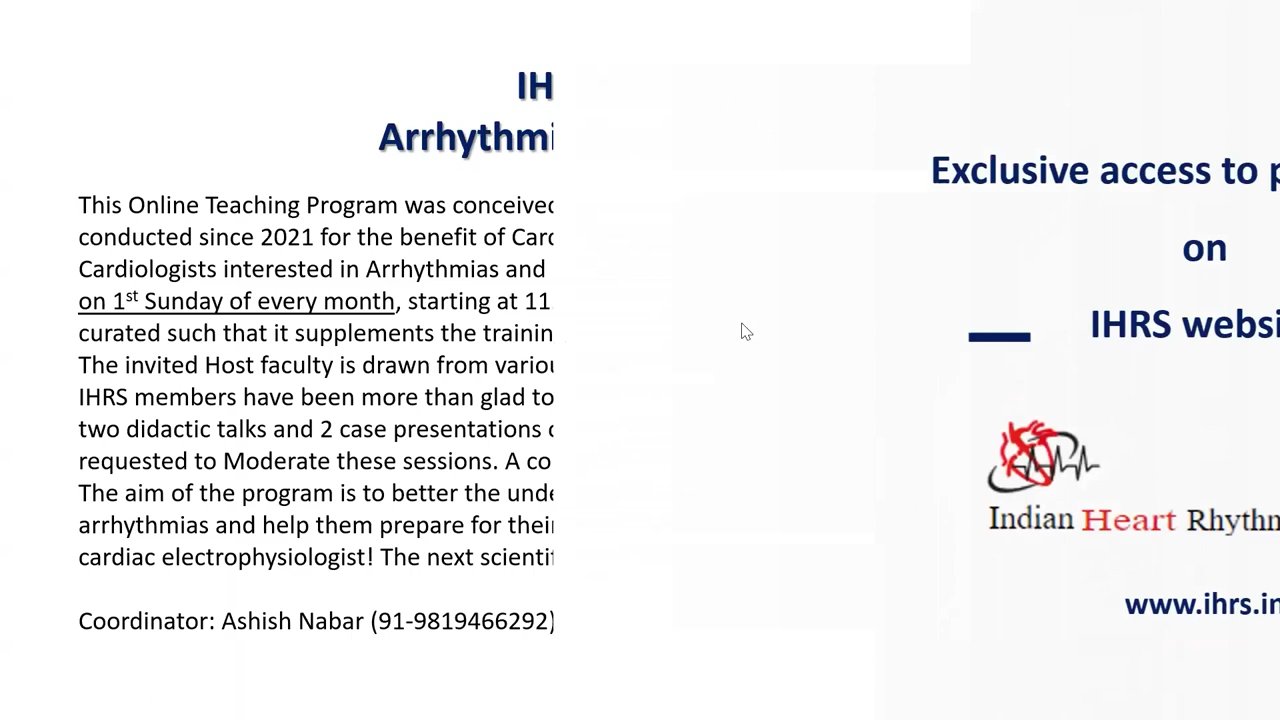 IH
Arrhythmi
This Online Teaching Program was conceived
conducted since 2021 for the benefit of Card
Cardiologists interested in Arrhythmias and
on 1st Sunday of every month, starting at 11
curated such that it supplements the trainin
The invited Host faculty is drawn from variou
IHRS members have been more than glad to
two didactic talks and 2 case presentations
requested to Moderate these sessions. A co
The aim of the program is to better the unde
arrhythmias and help them prepare for their
cardiac electrophysiologist! The next scientif
Coordinator: Ashish Nabar (91-9819466292)
Exclusive access to p
on
IHRS websi
Indian Heart Rhythm
www.ihrs.in